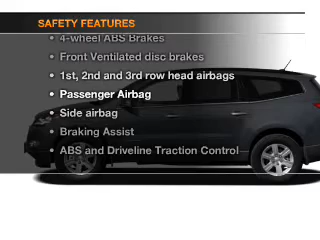 SAFETY FEATURES
• 4-wheel ABS Brakes
• Front Ventilated disc brakes
• 1st, 2nd and 3rd row head airbags
• Passenger Airbag
• Side airbag
• Braking Assist
• ABS and Driveline Traction Control